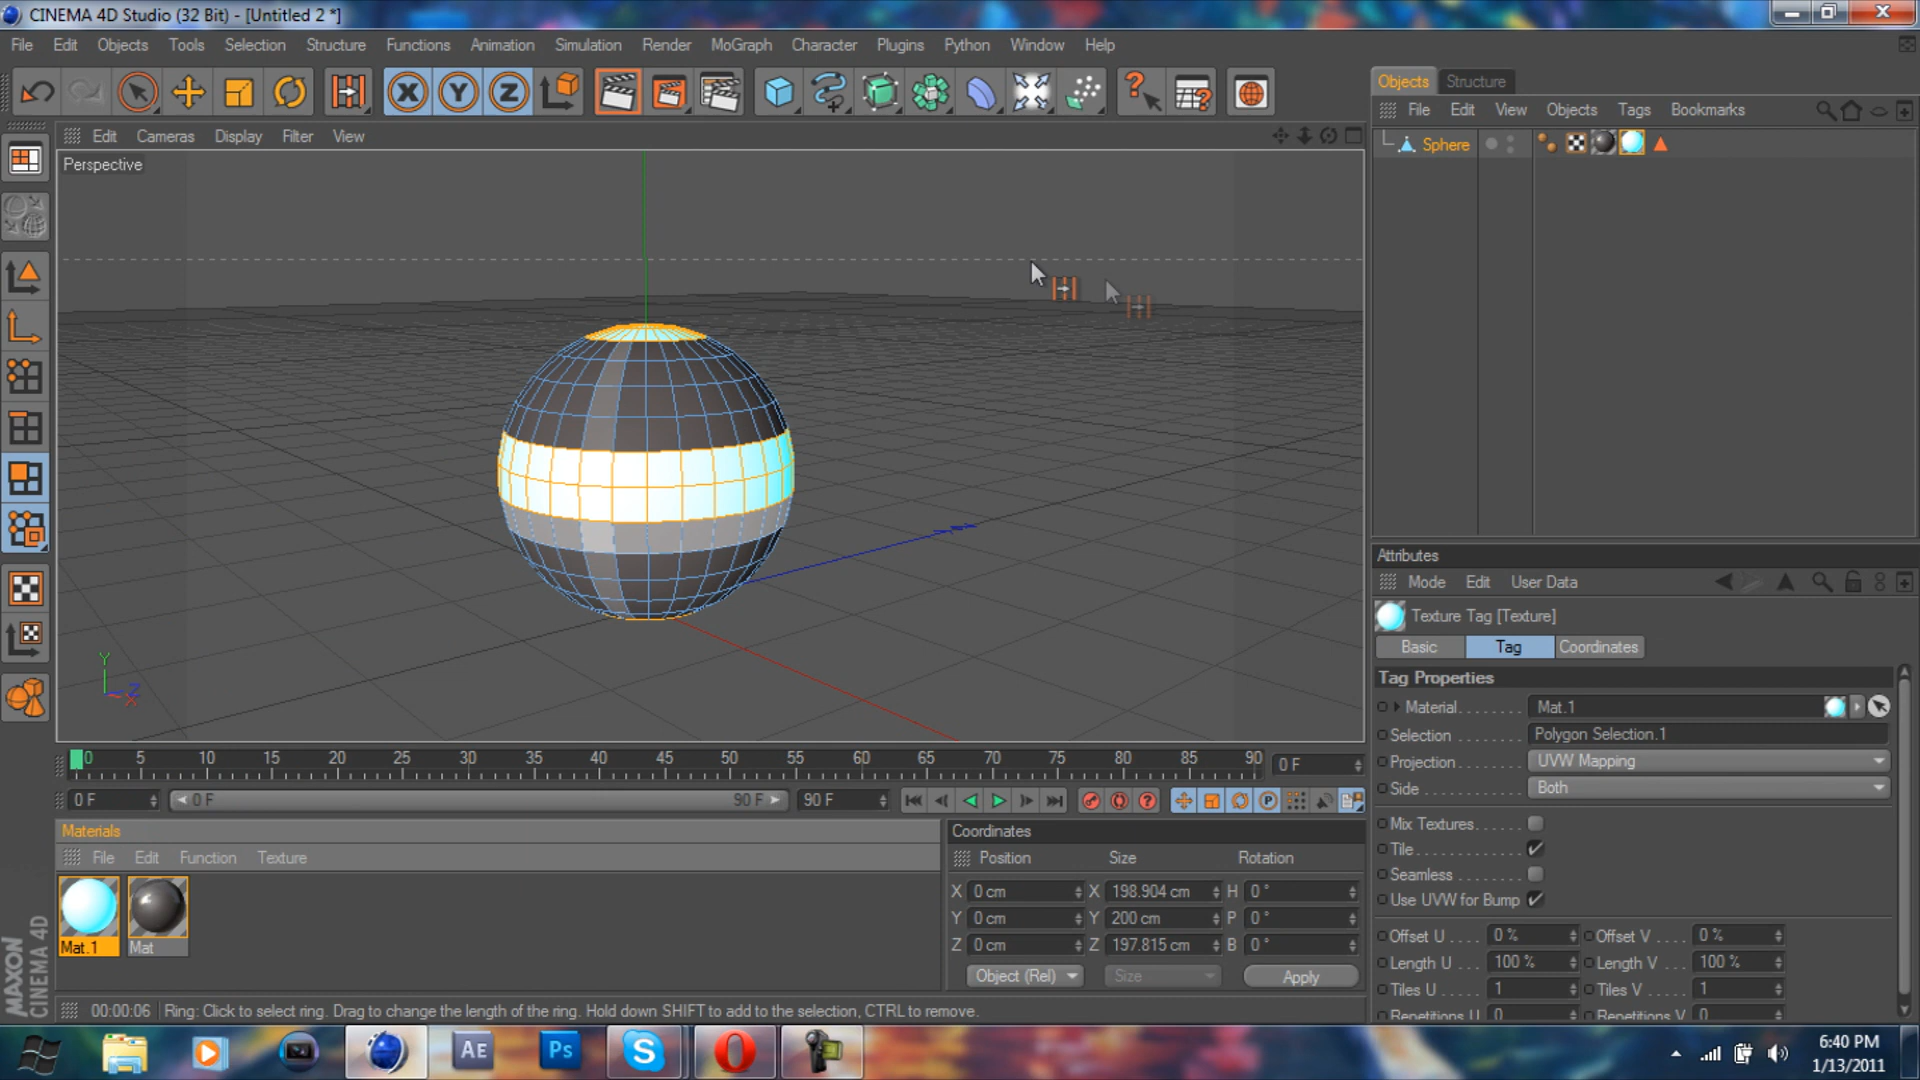 CINEMA 4D Studio (32 Bit) - [Untitled 2 *]
File Edit Objects Tools Selection Structure Functions Animation Simulation Render MoGraph Character Plugins Python Window Help
X Y Z
Objects Structure
File Edit View Objects Tags Bookmarks
Edit Cameras Display Filter View
Perspective
Sphere
Y
Z
X
Attributes
Mode Edit User Data
Texture Tag [Texture]
Basic Tag Coordinates
Tag Properties
Material........ Mat.1
Selection ....... Polygon Selection.1
Projection....... UVW Mapping
Side ............ Both
Mix Textures......
Tile............
Seamless ........
Use UVW for Bump
Offset U .... 0 % Offset V .... 0 %
Length U ... 100 % Length V .... 100 %
Tiles U ..... 1 Tiles V ..... 1
Repetitions U 0 Repetitions V 0
0 5 10 15 20 25 30 35 40 45 50 55 60 65 70 75 80 85 90 0 F
0 F 0 F 90 F 90 F
P
Materials
File Edit Function Texture
Mat.1 Mat
Coordinates
Position Size Rotation
X 0 cm X 198.904 cm H 0 °
Y 0 cm Y 200 cm P 0 °
Z 0 cm Z 197.815 cm B 0 °
Object (Rel) Size Apply
MAXON
CINEMA 4D
00:00:06 Ring: Click to select ring. Drag to change the length of the ring. Hold down SHIFT to add to the selection, CTRL to remove.
AE Ps S
6:40 PM
1/13/2011